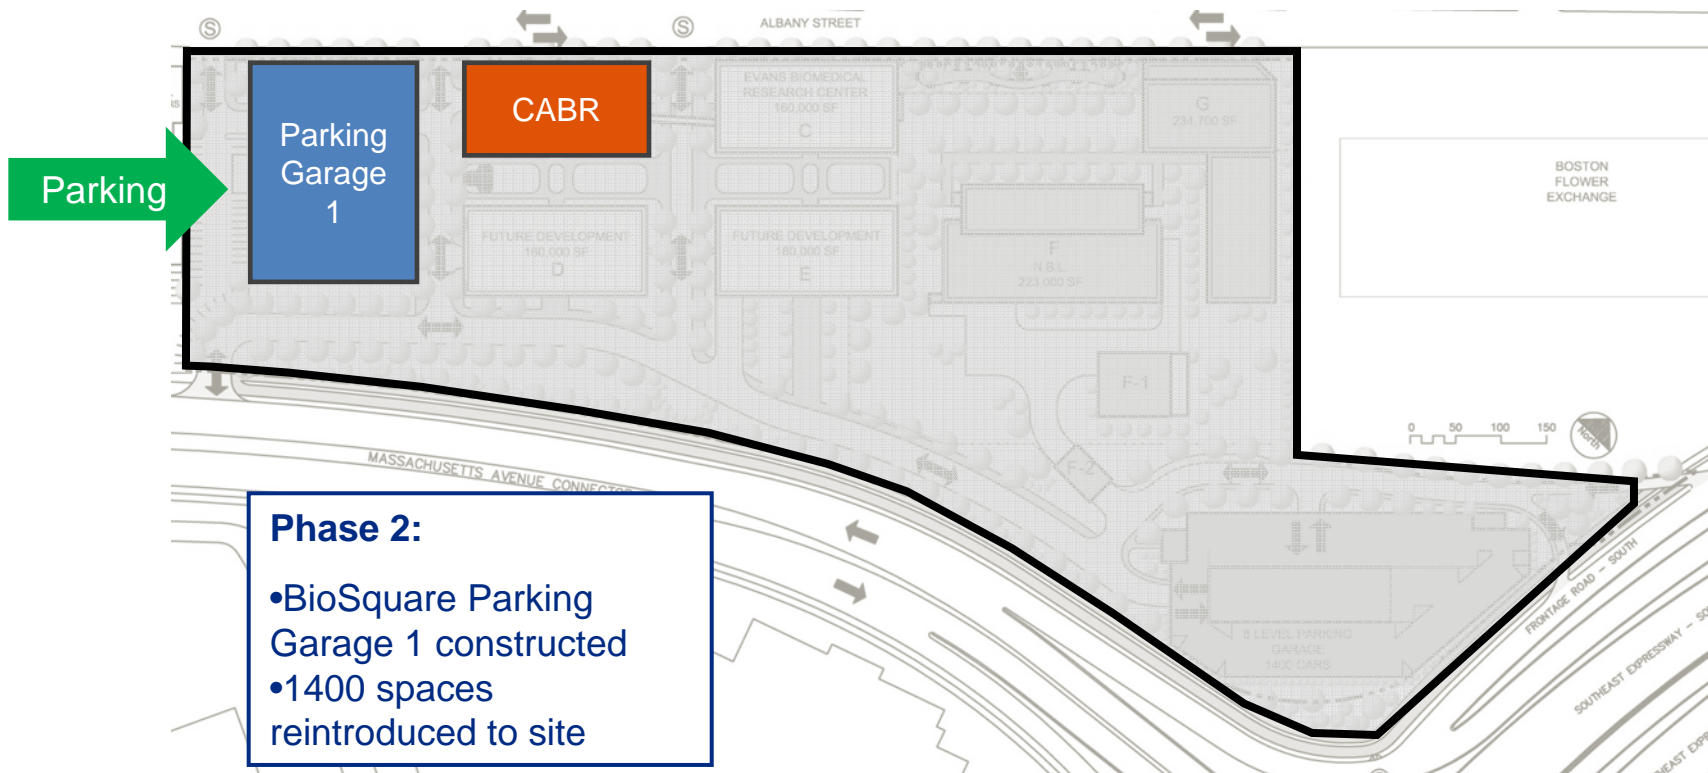 S
S
ALBANY STREET
Parking
Parking
Garage
1
CABR
EVANS BIOMEDICAL
RESEARCH CENTER
160,000 SF
C
G
234,700 SF
BOSTON
FLOWER
EXCHANGE
FUTURE DEVELOPMENT
160,000 SF
D
FUTURE DEVELOPMENT
180,000 SF
E
F
N.B.L.
223,000 SF
F-1
F-2
0 50 100 150
North
MASSACHUSETTS AVENUE CONNECTOR
Phase 2:
•BioSquare Parking
Garage 1 constructed
•1400 spaces
reintroduced to site
8 LEVEL PARKING
GARAGE
1400 CARS
FRONTAGE ROAD - SOUTH
SOUTHEAST EXPRESSWAY - SO
S